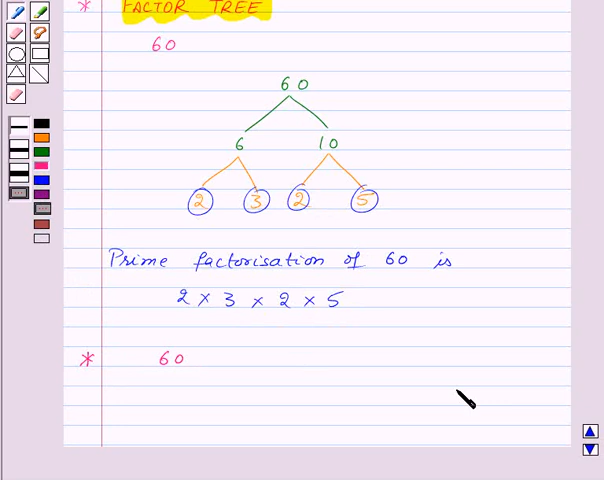 * FACTOR TREE
60
60
6 10
2 3 2 5
Prime factorisation of 60 is
2 × 3 × 2 × 5
* 60